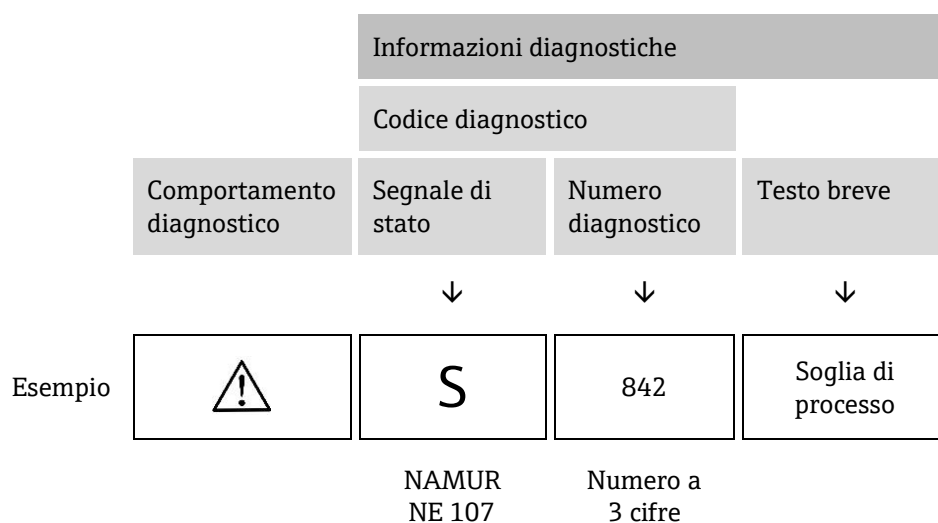 Informazioni diagnostiche
Codice diagnostico
Comportamento
diagnostico
Segnale di
stato
Numero
diagnostico
Testo breve
Esempio
S
842
Soglia di
processo
NAMUR
NE 107
Numero a
3 cifre